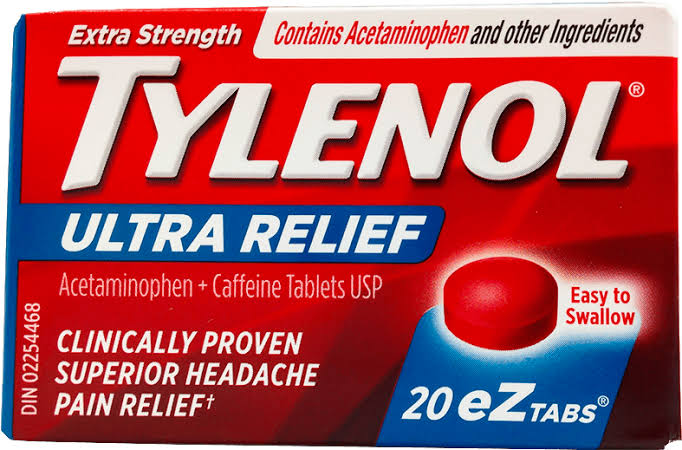 Extra Strength
Contains Acetaminophen and other Ingredients
TYLENOL®
ULTRA RELIEF
Acetaminophen + Caffeine Tablets USP
Easy to
Swallow
CLINICALLY PROVEN
SUPERIOR HEADACHE
PAIN RELIEF†
20 eZ TABS®
DIN 02254468